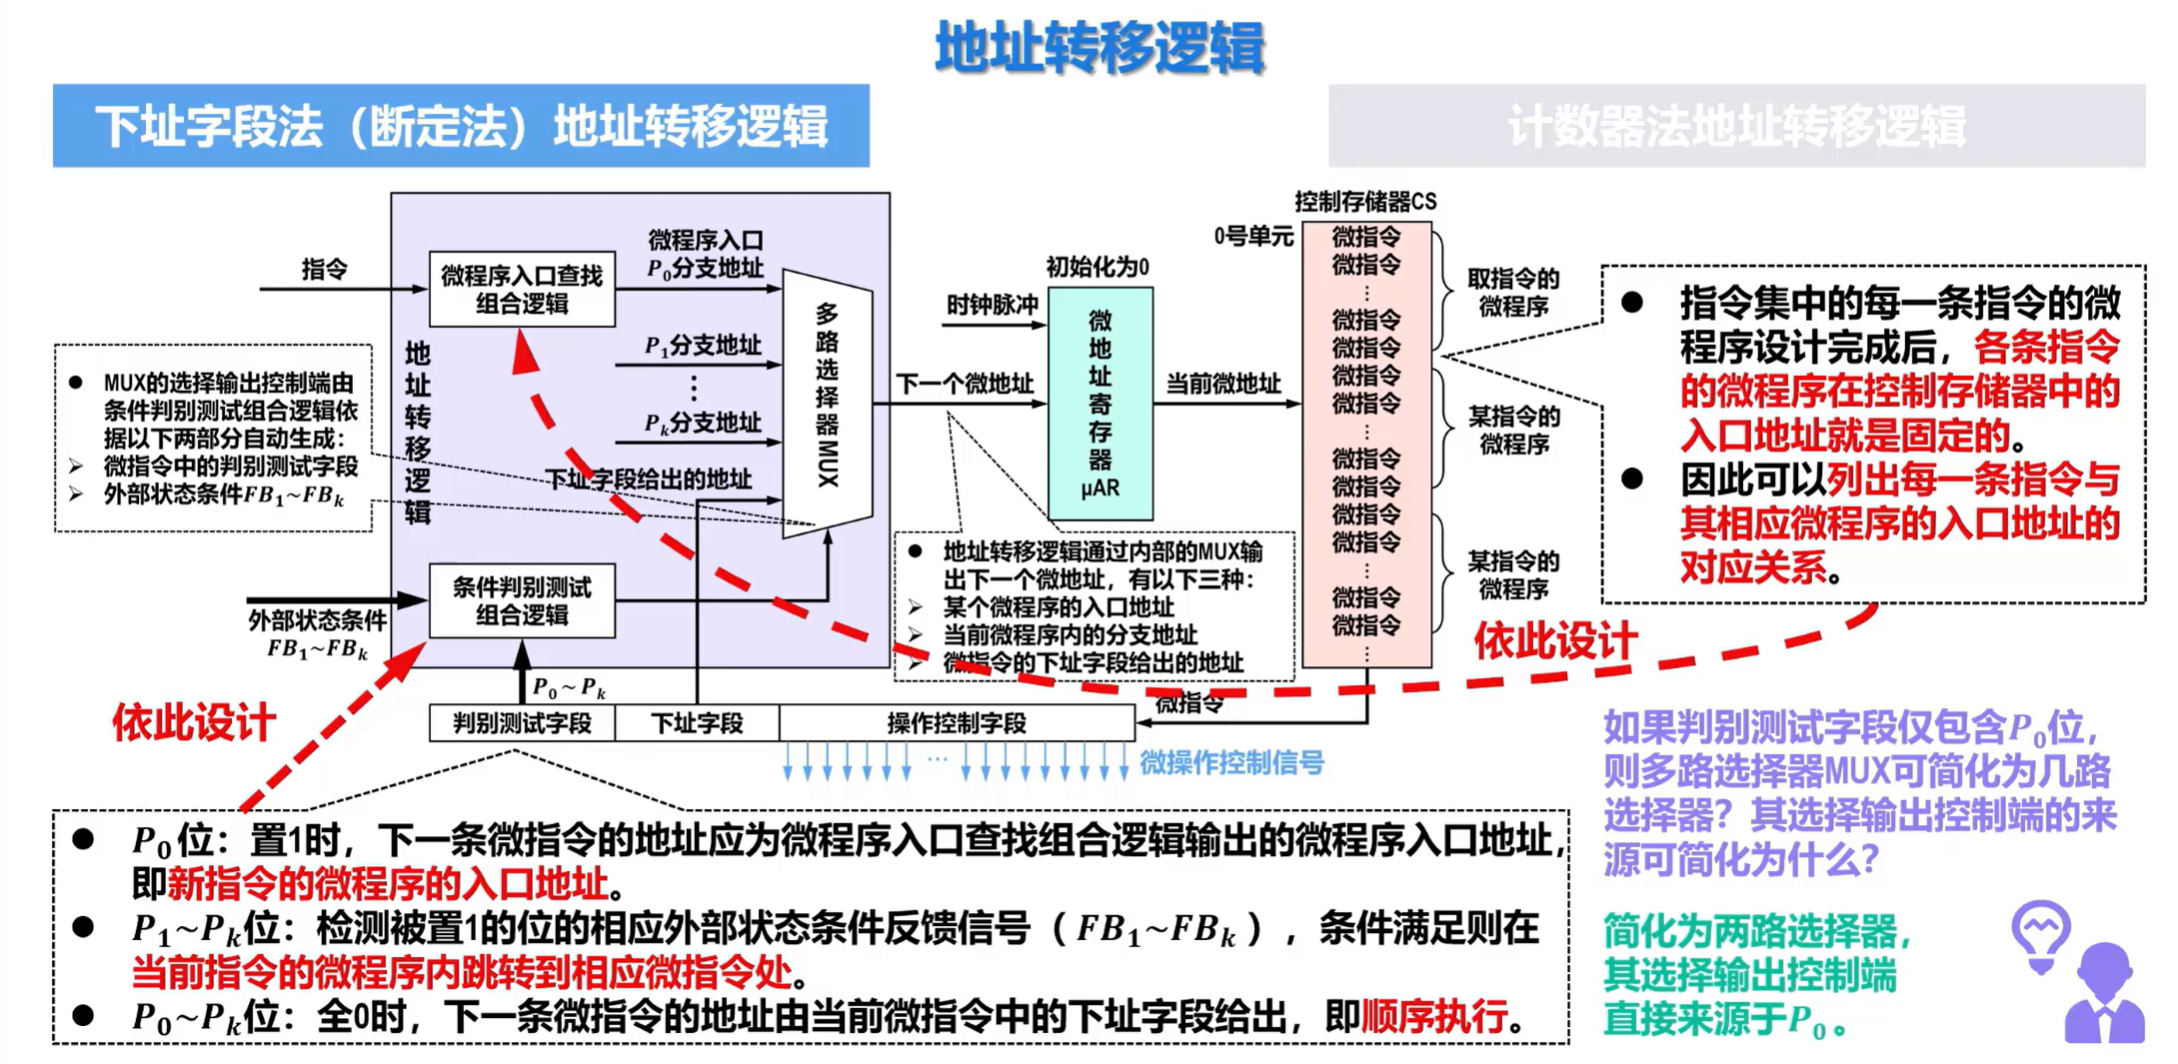 地址转移逻辑
下址字段法（断定法）地址转移逻辑
计数器法地址转移逻辑
指令
微程序入口查找
组合逻辑
微程序入口
P₀分支地址
P₁分支地址
⋮
Pₖ分支地址
下址字段给出的地址
多路选择器MUX
地址转移逻辑
MUX的选择输出控制端由
条件判别测试组合逻辑依
据以下两部分自动生成：
微指令中的判别测试字段
外部状态条件FB₁~FBₖ
条件判别测试
组合逻辑
外部状态条件
FB₁~FBₖ
P₀~Pₖ
时钟脉冲
下一个微地址
初始化为0
微地址寄存器μAR
当前微地址
地址转移逻辑通过内部的MUX输
出下一个微地址，有以下三种：
某个微程序的入口地址
当前微程序内的分支地址
微指令的下址字段给出的地址
控制存储器CS
0号单元
微指令
微指令
⋮
微指令
微指令
微指令
微指令
⋮
微指令
微指令
微指令
微指令
⋮
微指令
微指令
⋮
取指令的
微程序
某指令的
微程序
某指令的
微程序
指令集中的每一条指令的微
程序设计完成后，各条指令
的微程序在控制存储器中的
入口地址就是固定的。
因此可以列出每一条指令与
其相应微程序的入口地址的
对应关系。
依此设计
依此设计
微指令
判别测试字段
下址字段
操作控制字段
…
微操作控制信号
P₀位：置1时，下一条微指令的地址应为微程序入口查找组合逻辑输出的微程序入口地址，
即新指令的微程序的入口地址。
P₁~Pₖ位：检测被置1的位的相应外部状态条件反馈信号（FB₁~FBₖ），条件满足则在
当前指令的微程序内跳转到相应微指令处。
P₀~Pₖ位：全0时，下一条微指令的地址由当前微指令中的下址字段给出，即顺序执行。
如果判别测试字段仅包含P₀位，
则多路选择器MUX可简化为几路
选择器？其选择输出控制端的来
源可简化为什么？
简化为两路选择器，
其选择输出控制端
直接来源于P₀。